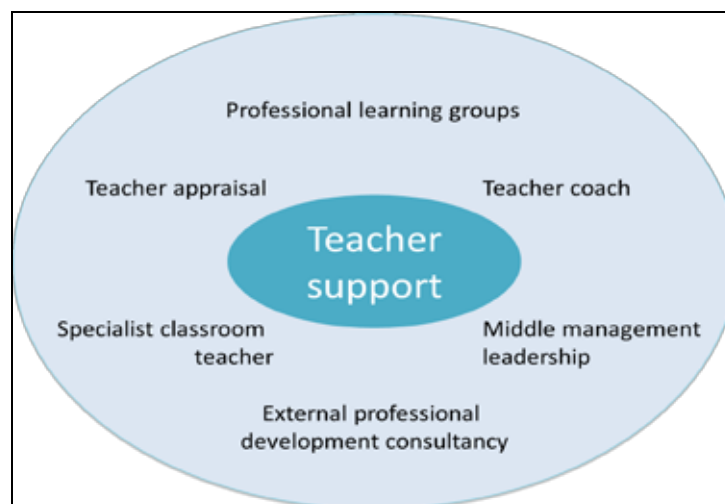 Professional learning groups
Teacher appraisal
Teacher coach
Teacher
support
Specialist classroom
teacher
Middle management
leadership
External professional
development consultancy